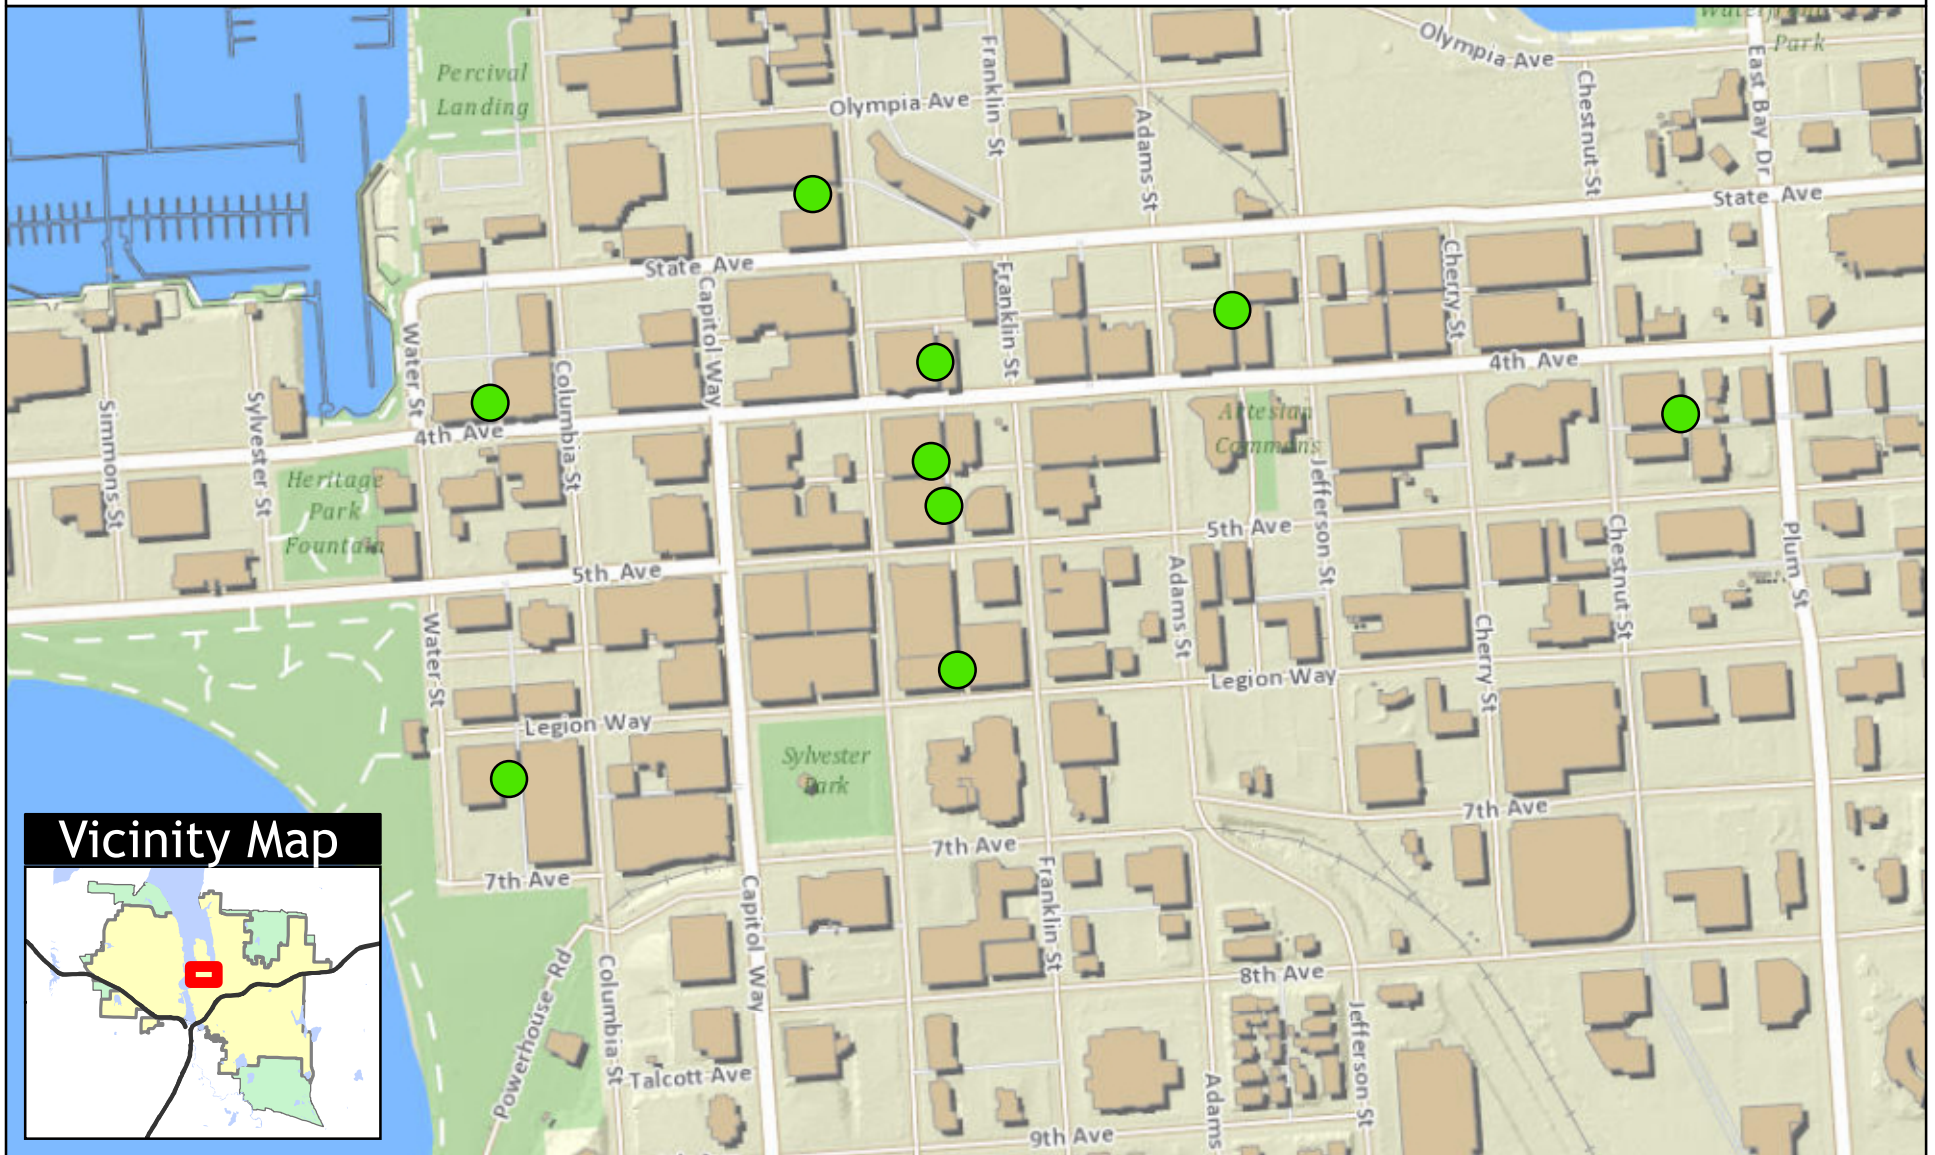 Waterfront
Park
Olympia Ave
Percival
Landing
Franklin St
Olympia Ave
Adams St
Chestnut St
East Bay Dr
State Ave
State Ave
Capitol Way
Franklin St
Cherry St
Water St
Columbia St
4th Ave
4th Ave
Simmons St
Sylvester St
Artesian
Commons
Heritage
Park
Fountain
Jefferson St
5th Ave
5th Ave
Adams St
Chestnut St
Plum St
Water St
Cherry St
Legion Way
Legion Way
Sylvester
Park
7th Ave
7th Ave
7th Ave
Vicinity Map
Capitol Way
Franklin St
Powerhouse Rd
Columbia St
8th Ave
Jefferson St
Talcott Ave
Adams
9th Ave